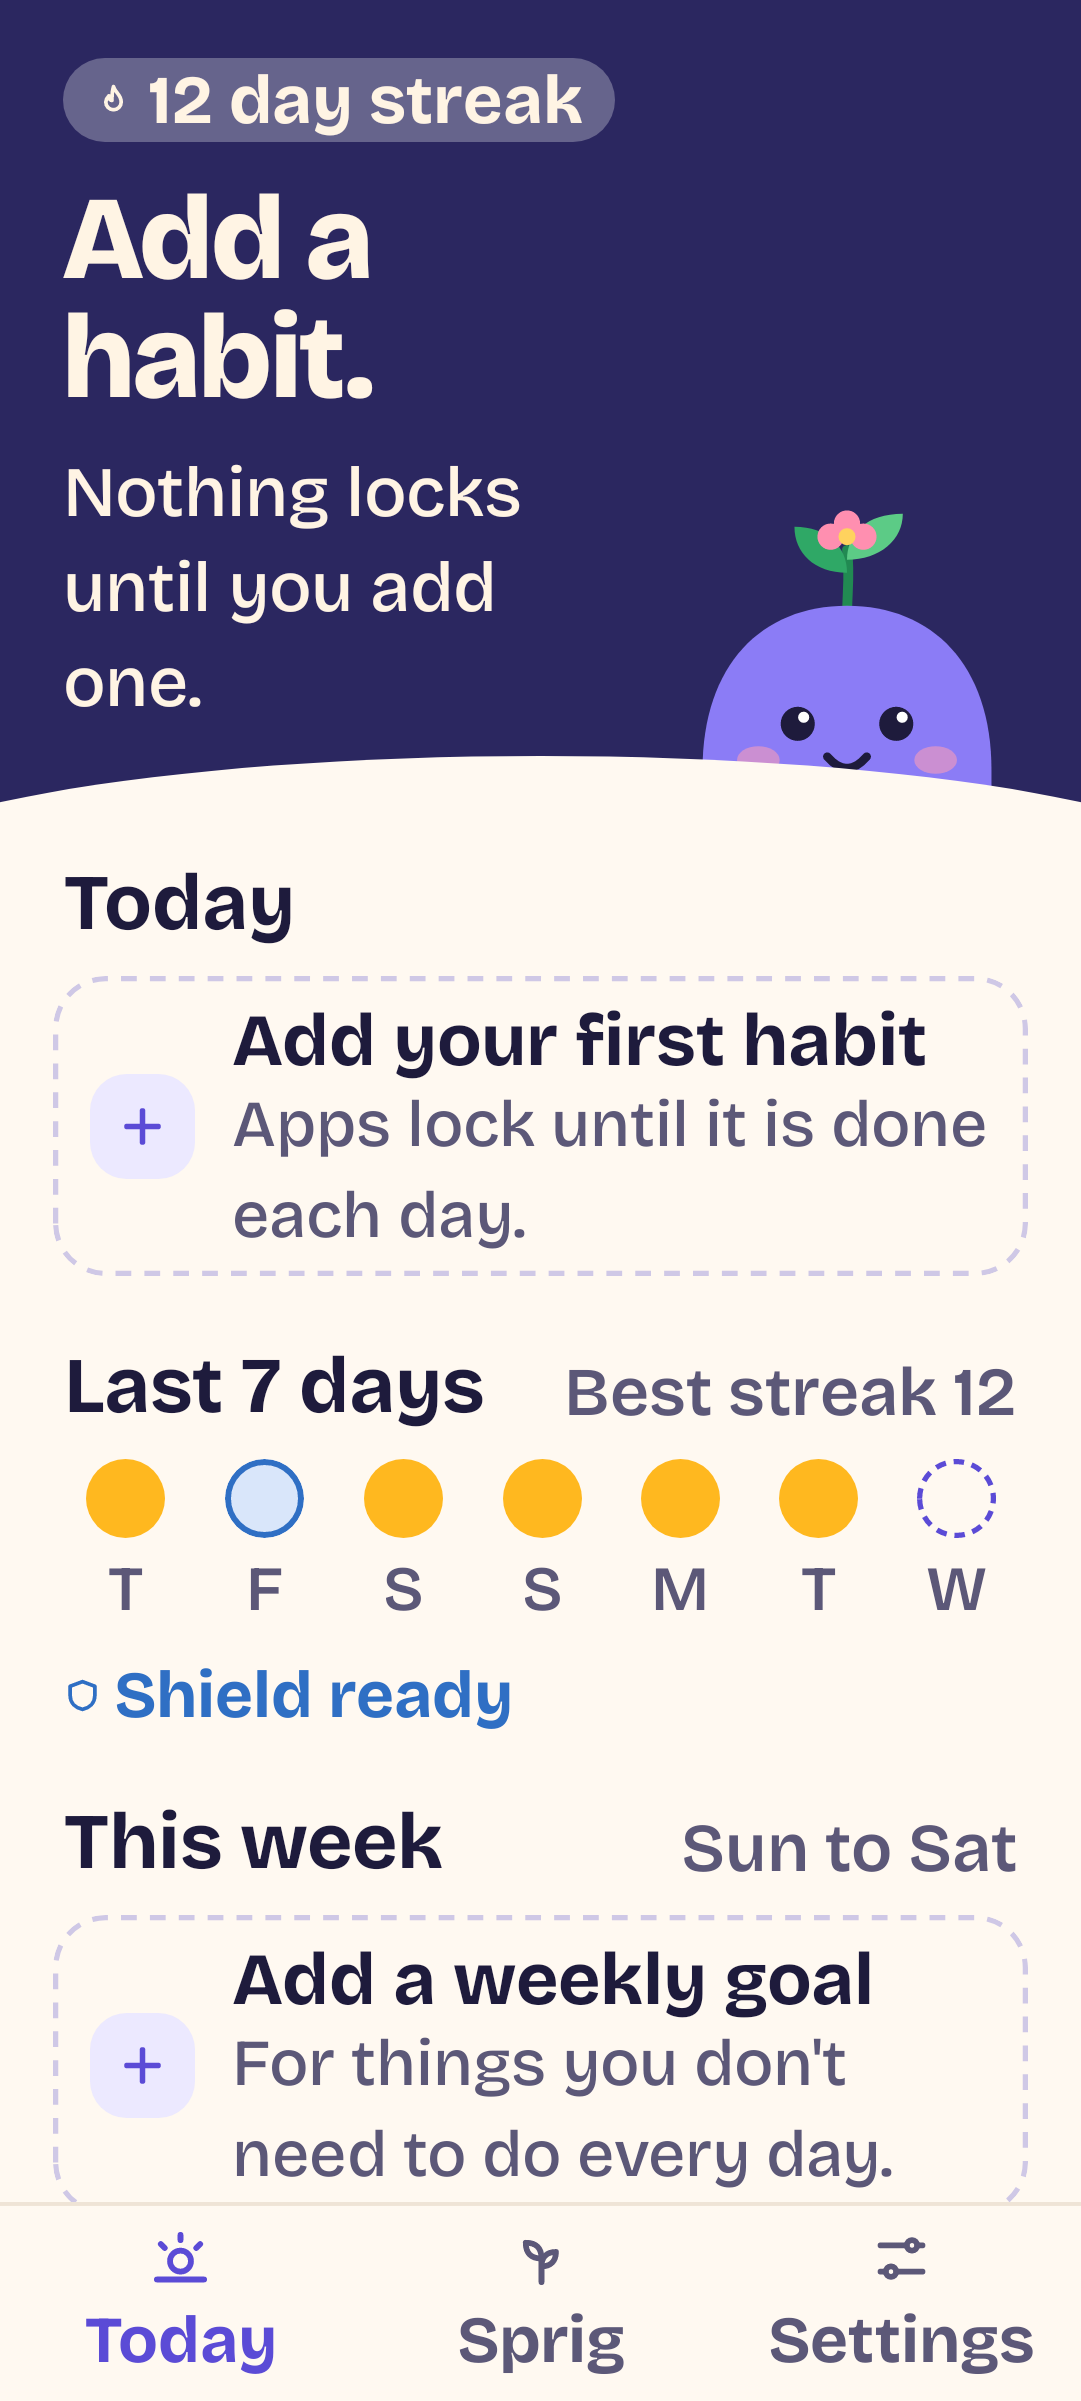 12 day streak
Add a
habit.
Nothing locks
until you add
one.
Today
Add your first habit
Apps lock until it is done
each day.
Last 7 days
Best streak 12
T F S S M T W
Shield ready
This week
Sun to Sat
Add a weekly goal
For things you don't
need to do every day.
Today
Sprig
Settings